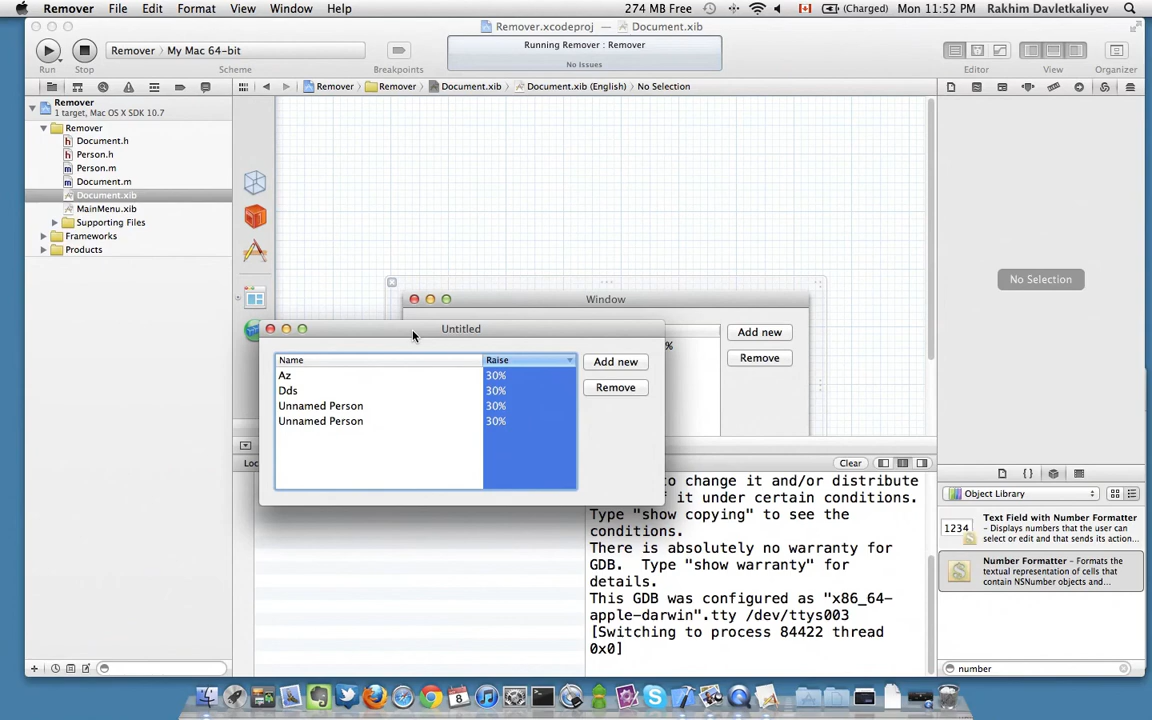 File Edit Format View Window Help 274 MB Free (Charged) Mon 11:52 PM Rakhim Davletkaliyev
Remover.xcodeproj — Document.xib
Remover My Mac 64-bit
Running Remover : Remover
No Issues
Run Stop Scheme Breakpoints Editor View Organizer
Remover Remover Document.xib Document.xib (English) No Selection
Remover
1 target, Mac OS X SDK 10.7
Remover
Document.h
Person.h
Person.m
Document.m
Document.xib
MainMenu.xib
Supporting Files
Frameworks
Products
No Selection
Window
Add new
%
Remove
Untitled
Name Raise
Add new
Az 30%
Remove
Dds 30%
Unnamed Person 30%
Unnamed Person 30%
Loc
Clear
to change it and/or distribute
f it under certain conditions.
Type "show copying" to see the
conditions.
There is absolutely no warranty for
GDB. Type "show warranty" for
details.
This GDB was configured as "x86_64-
apple-darwin".tty /dev/ttys003
[Switching to process 84422 thread
0x0]
Object Library
1234
Text Field with Number Formatter
- Displays numbers that the user
can select or edit and that sends its action...
Number Formatter - Formats the
textual representation of cells that
contain NSNumber objects and...
number
8